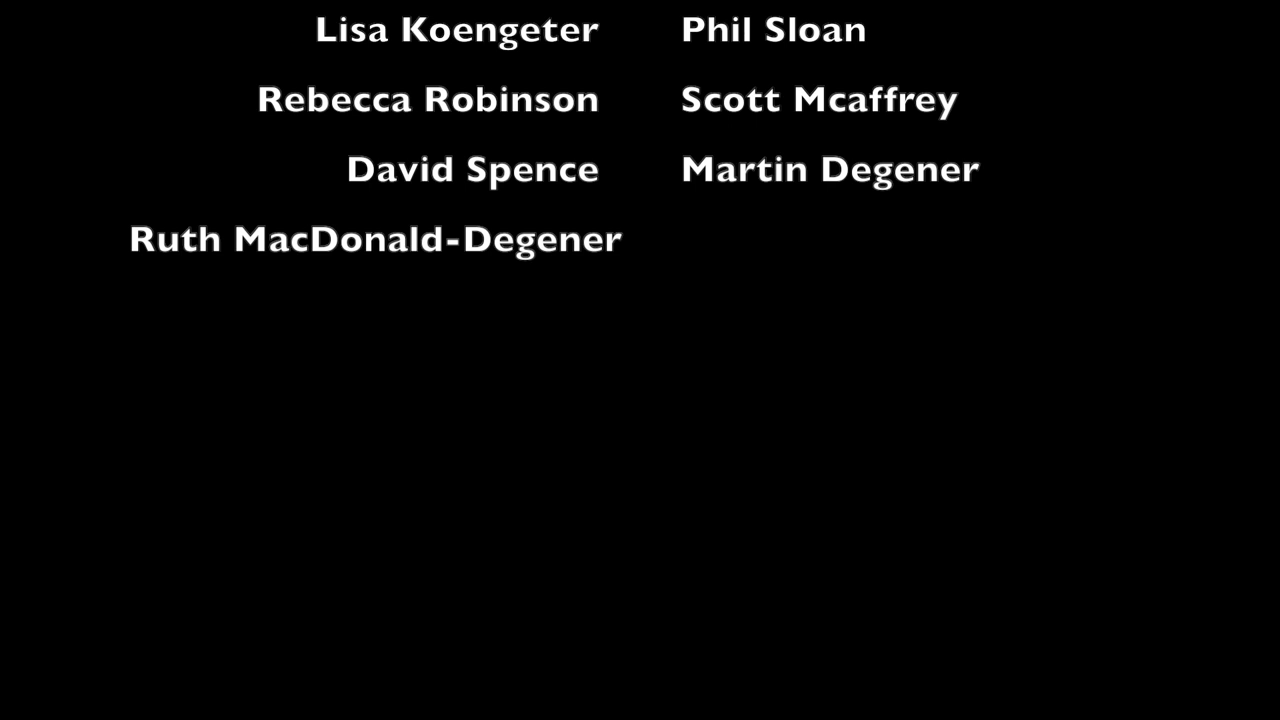 Lisa Koengeter Phil Sloan
Rebecca Robinson Scott Mcaffrey
David Spence Martin Degener
Ruth MacDonald-Degener